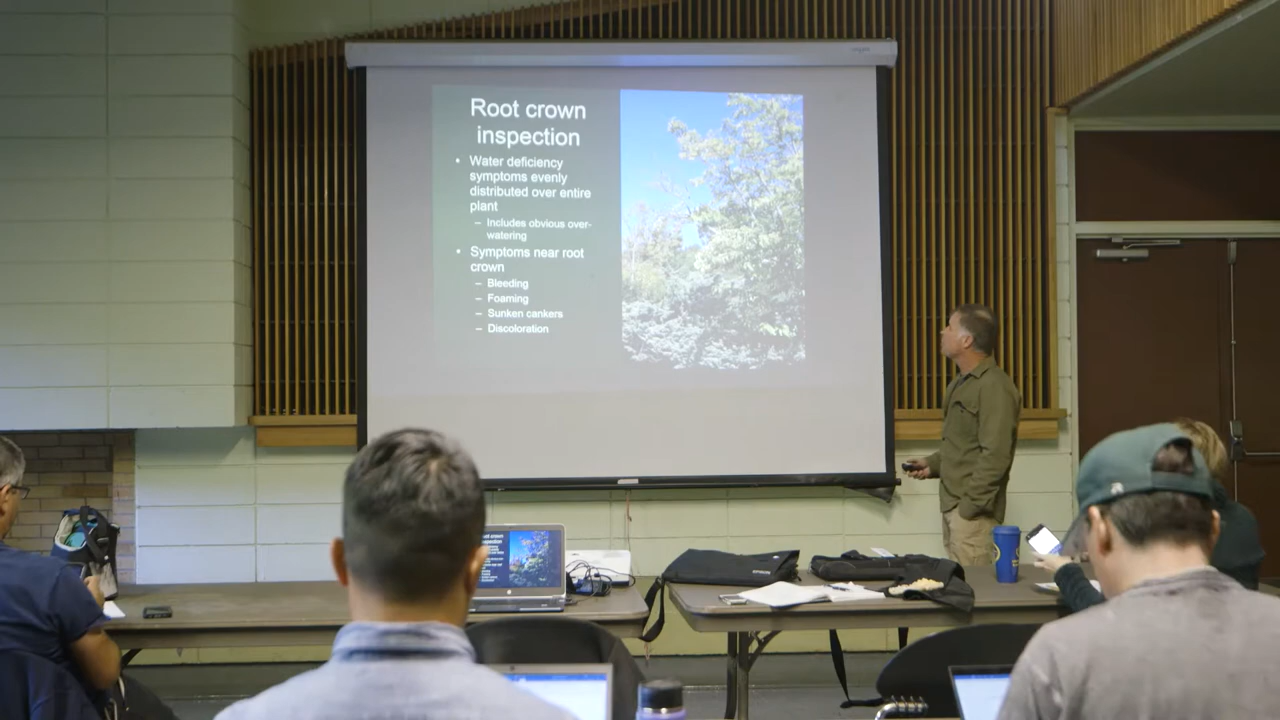 Root crown
inspection
• Water deficiency
symptoms evenly
distributed over entire
plant
– Includes obvious over-
watering
• Symptoms near root
crown
– Bleeding
– Foaming
– Sunken cankers
– Discoloration